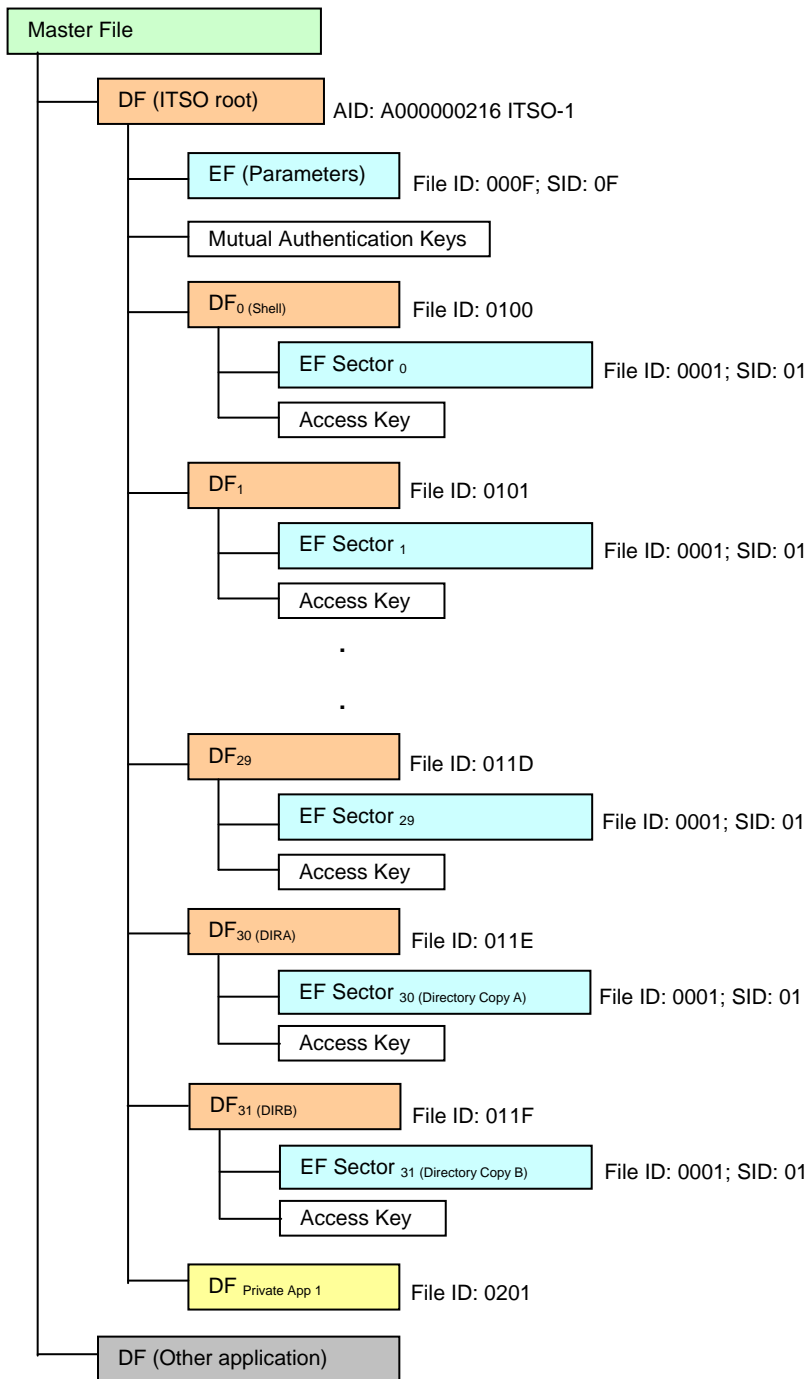 Master File
DF (ITSO root) AID: A000000216 ITSO-1
EF (Parameters) File ID: 000F; SID: 0F
Mutual Authentication Keys
DF0 (Shell) File ID: 0100
EF Sector 0 File ID: 0001; SID: 01
Access Key
DF1 File ID: 0101
EF Sector 1 File ID: 0001; SID: 01
Access Key
.
.
DF29 File ID: 011D
EF Sector 29 File ID: 0001; SID: 01
Access Key
DF30 (DIRA) File ID: 011E
EF Sector 30 (Directory Copy A) File ID: 0001; SID: 01
Access Key
DF31 (DIRB) File ID: 011F
EF Sector 31 (Directory Copy B) File ID: 0001; SID: 01
Access Key
DF Private App 1 File ID: 0201
DF (Other application)